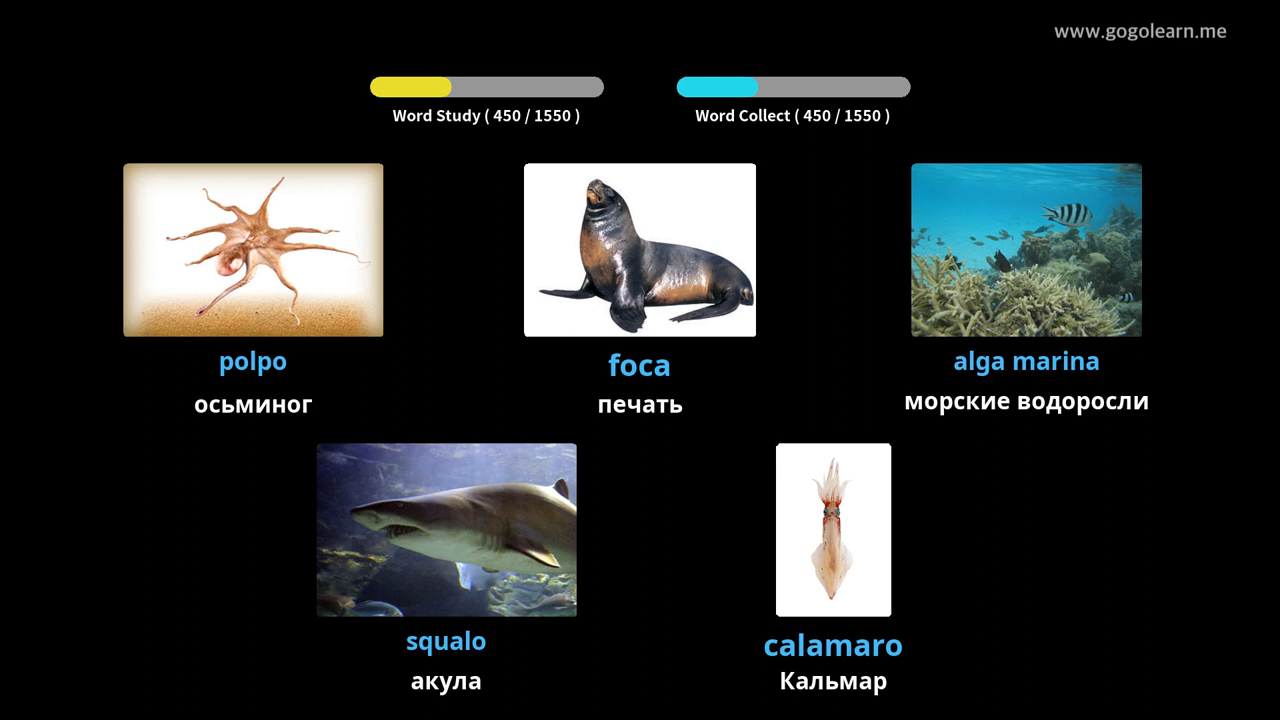 www.gogolearn.me
Word Study ( 450 / 1550 )
Word Collect ( 450 / 1550 )
polpo
foca
alga marina
осьминог
печать
морские водоросли
squalo
calamaro
акула
Кальмар